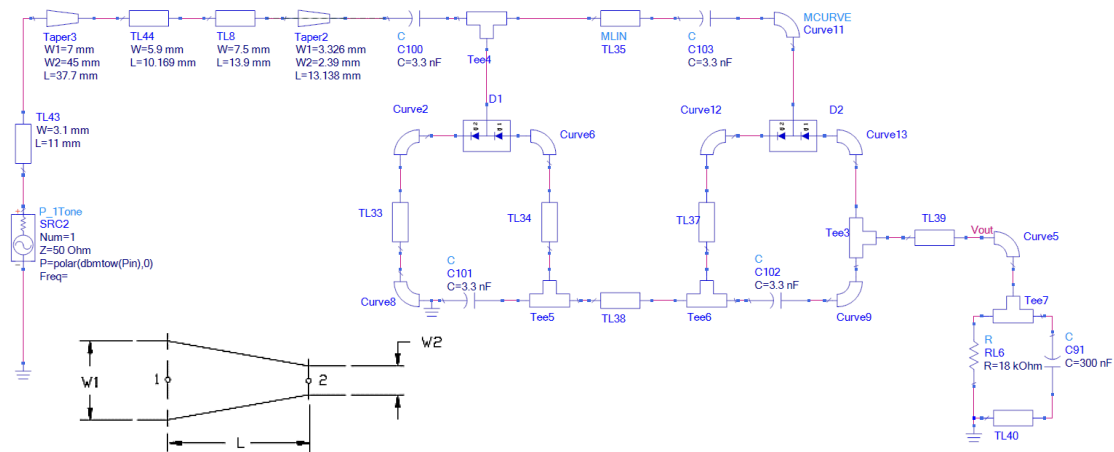 Taper3
W1=7 mm
W2=45 mm
L=37.7 mm
TL44
W=5.9 mm
L=10.169 mm
TL8
W=7.5 mm
L=13.9 mm
Taper2
W1=3.326 mm
W2=2.39 mm
L=13.138 mm
C
C100
C=3.3 nF
Tee4
MLIN
TL35
C
C103
C=3.3 nF
MCURVE
Curve11
TL43
W=3.1 mm
L=11 mm
P_1Tone
SRC2
Num=1
Z=50 Ohm
P=polar(dbmtow(Pin),0)
Freq=
D1
Curve2
Curve6
TL33
TL34
C
C101
C=3.3 nF
Curve8
Tee5
TL38
D2
Curve12
Curve13
TL37
Tee3
C
C102
C=3.3 nF
Tee6
Curve9
TL39
Vout
Curve5
Tee7
R
RL6
R=18 kOhm
C
C91
C=300 nF
TL40
W1
1
2
W2
L